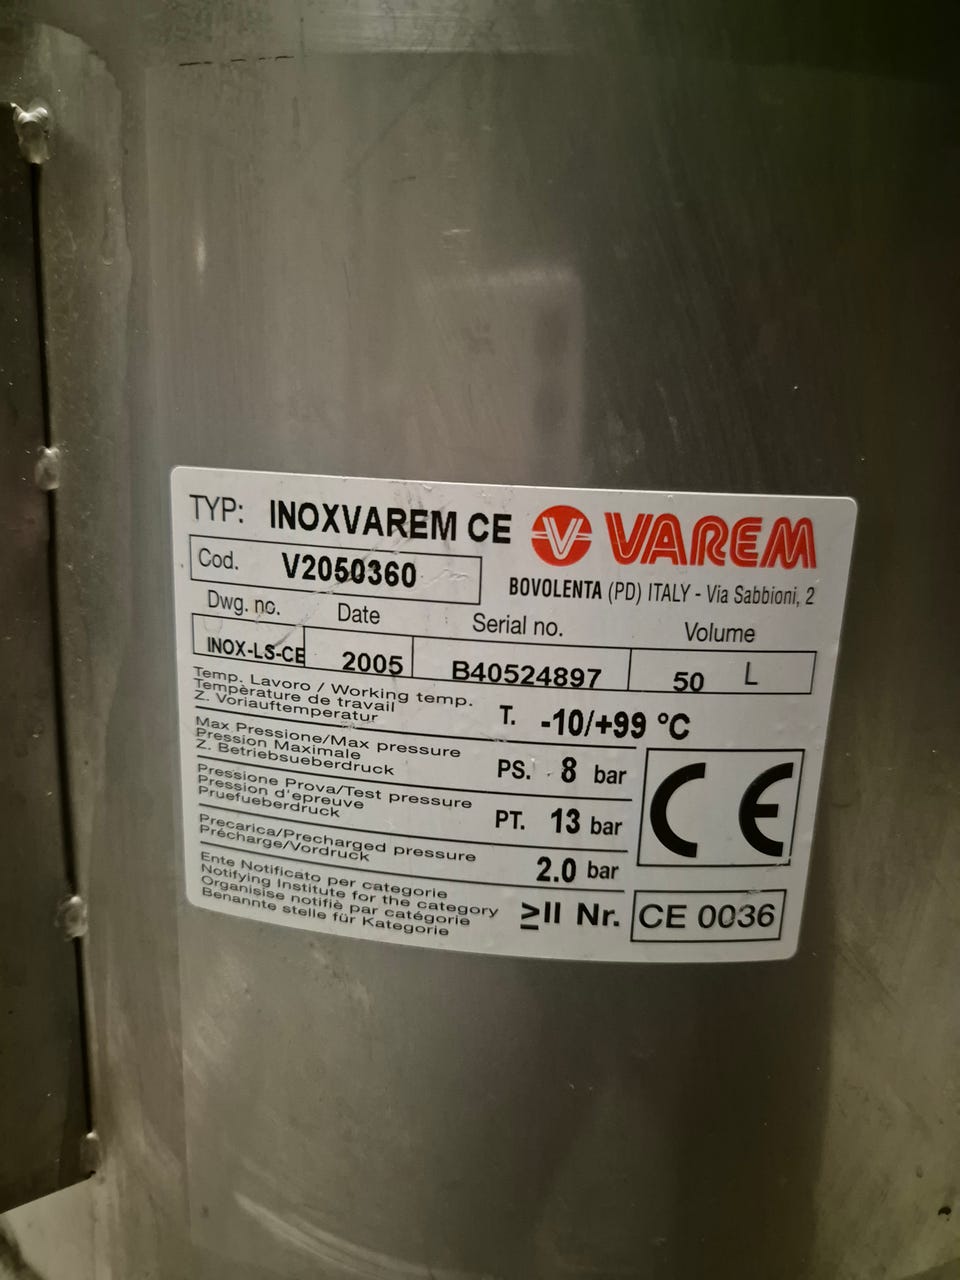 TYP: INOXVAREM CE VAREM
Cod. V2050360
BOVOLENTA (PD) ITALY - Via Sabbioni, 2
Dwg. no. Date Serial no. Volume
INOX-LS-CE 2005 B40524897 50 L
Temp. Lavoro / Working temp.
Tempèrature de travail
Z. Voriauftemperatur
T. -10/+99 °C
Max Pressione/Max pressure
Pression Maximale
Z. Betriebsueberdruck
PS. 8 bar
Pressione Prova/Test pressure
Pression d'epreuve
Pruefueberdruck
PT. 13 bar
Precarica/Precharged pressure
Précharge/Vordruck
2.0 bar
CE
Ente Notificato per categorie
Notifying Institute for the category
Organisise notifiè par catégorie
Benannte stelle für Kategorie
≥II Nr. CE 0036